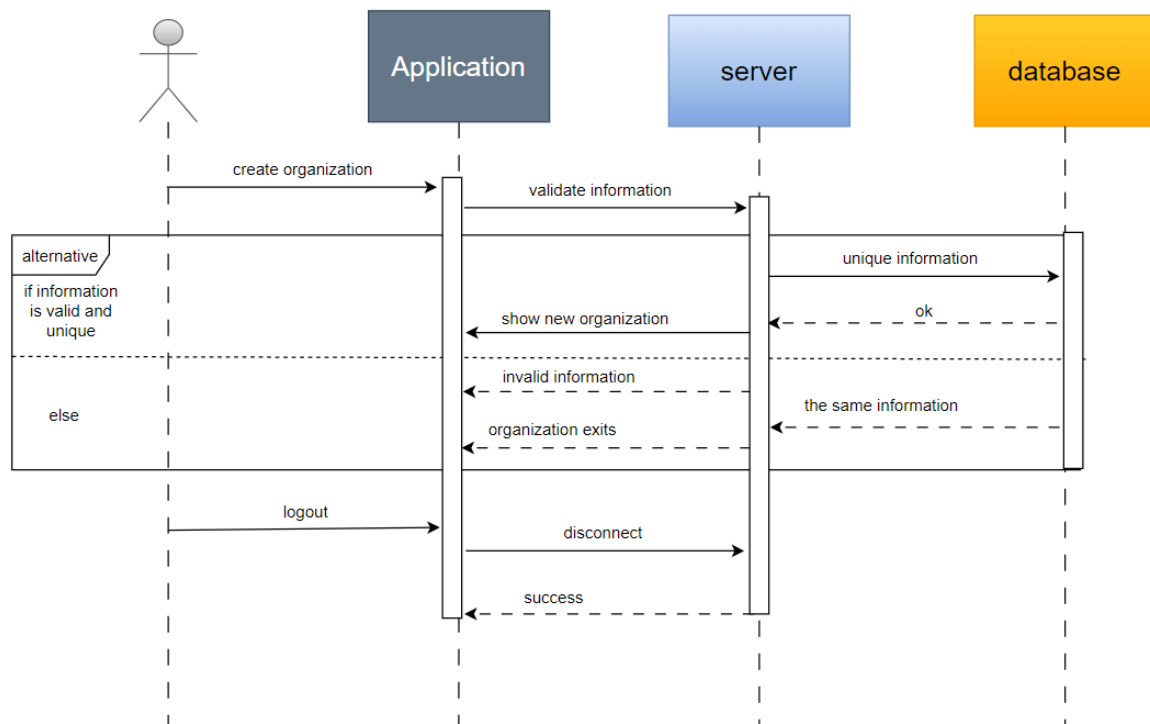 Application
server
database
create organization
validate information
alternative
if information
is valid and
unique
unique information
ok
show new organization
invalid information
else
the same information
organization exits
logout
disconnect
success